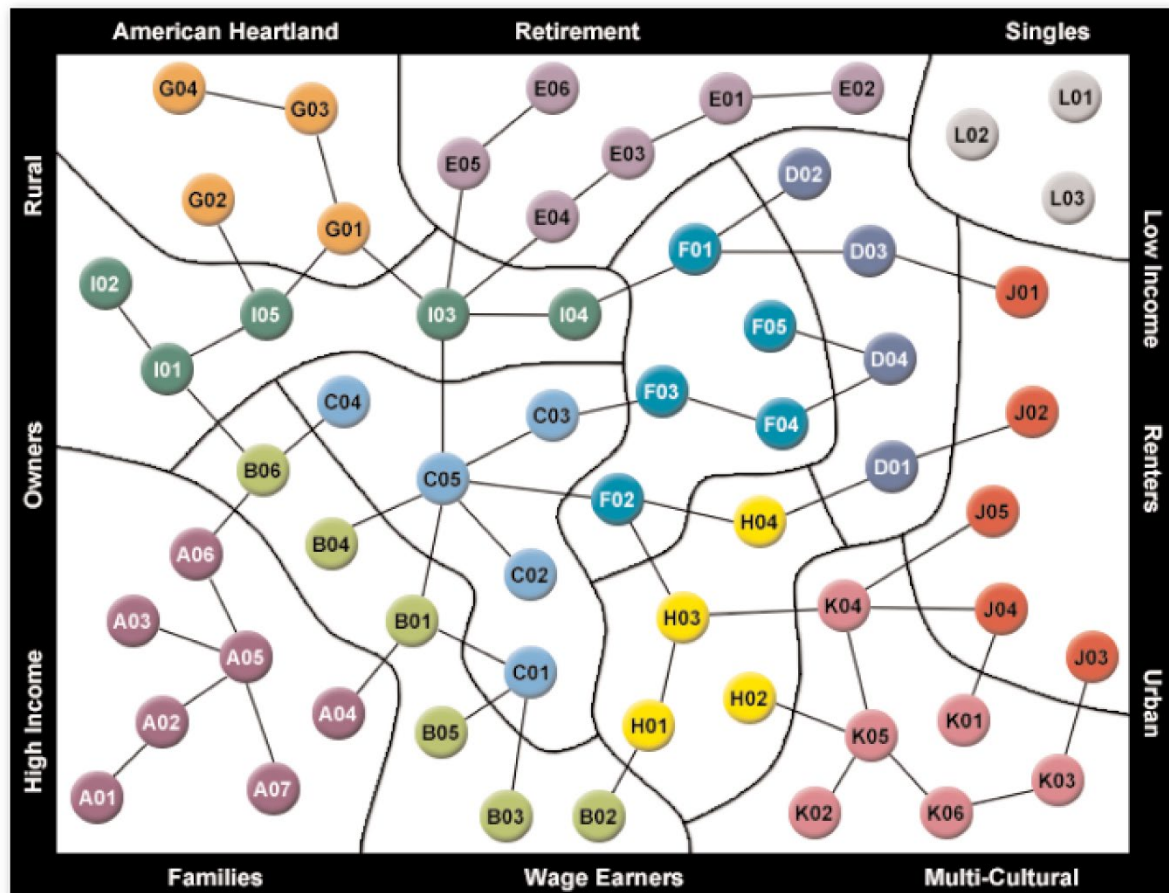 American Heartland
Retirement
Singles
Rural
Owners
High Income
Low Income
Renters
Urban
Families
Wage Earners
Multi-Cultural
G04
G03
E06
E01
E02
L01
L02
E05
E03
D02
G02
G01
E04
L03
F01
D03
I02
I05
I03
I04
J01
F05
I01
D04
C04
C03
F03
F04
J02
B06
C05
D01
F02
H04
J05
A06
B04
C02
A03
B01
H03
K04
J04
A05
C01
J03
A02
A04
B05
H01
H02
K05
K01
A01
A07
B03
B02
K02
K06
K03